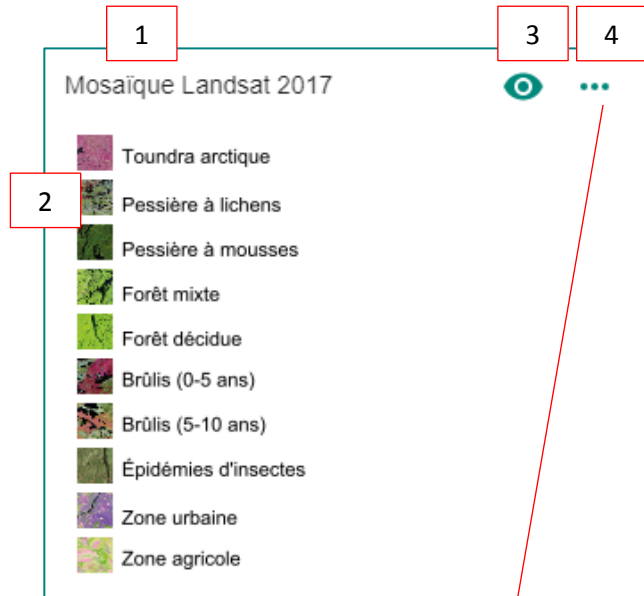 1
3
4
Mosaïque Landsat 2017
Toundra arctique
2
Pessière à lichens
Pessière à mousses
Forêt mixte
Forêt décidue
Brûlis (0-5 ans)
Brûlis (5-10 ans)
Épidémies d'insectes
Zone urbaine
Zone agricole